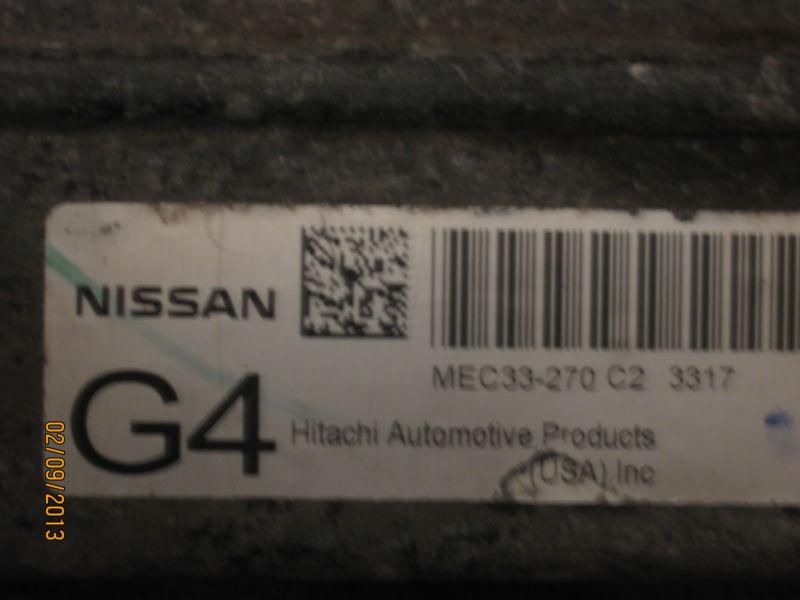 NISSAN
MEC33-270 C2 3317
G4
Hitachi Automotive Products
(USA) Inc
02/09/2013